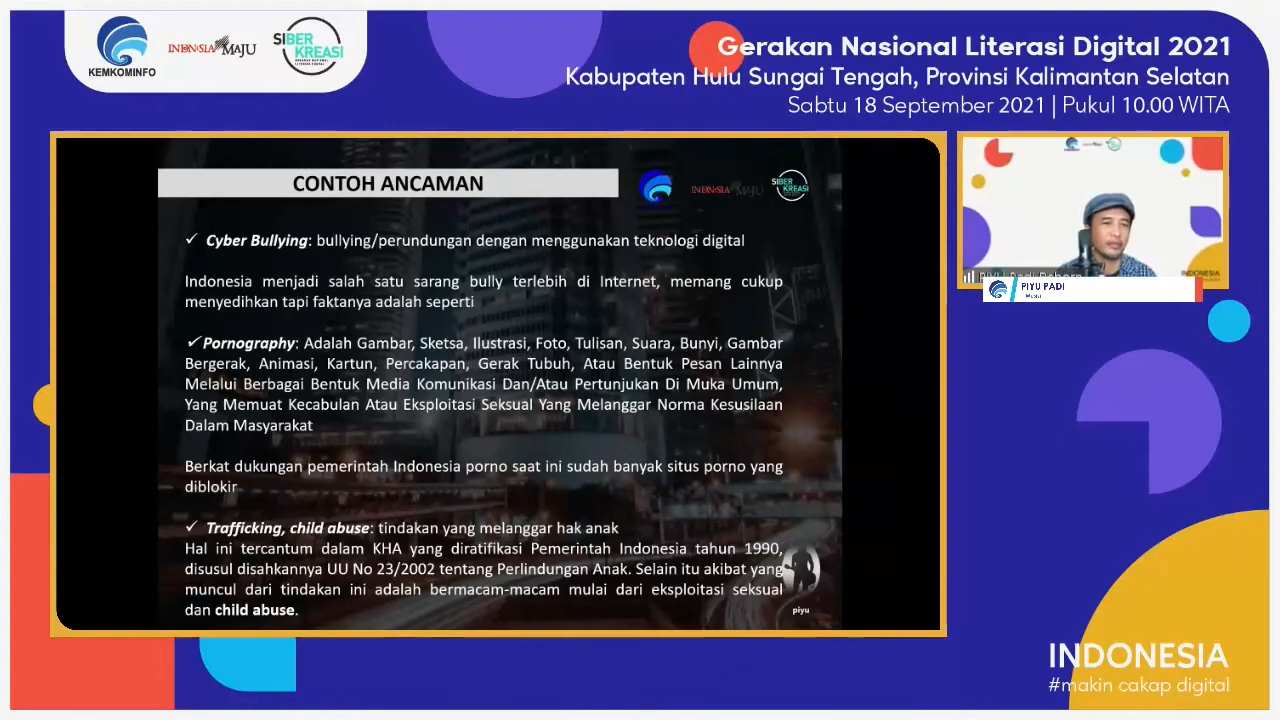 KEMKOMINFO
INDONESIA MAJU
SIBER
KREASI
Gerakan Nasional Literasi Digital 2021
Kabupaten Hulu Sungai Tengah, Provinsi Kalimantan Selatan
Sabtu 18 September 2021 | Pukul 10.00 WITA
CONTOH ANCAMAN
INDONESIA MAJU
SIBER
KREASI
✓ Cyber Bullying: bullying/perundungan dengan menggunakan teknologi digital
Indonesia menjadi salah satu sarang bully terlebih di Internet, memang cukup
menyedihkan tapi faktanya adalah seperti
✓Pornography: Adalah Gambar, Sketsa, Ilustrasi, Foto, Tulisan, Suara, Bunyi, Gambar
Bergerak, Animasi, Kartun, Percakapan, Gerak Tubuh, Atau Bentuk Pesan Lainnya
Melalui Berbagai Bentuk Media Komunikasi Dan/Atau Pertunjukan Di Muka Umum,
Yang Memuat Kecabulan Atau Eksploitasi Seksual Yang Melanggar Norma Kesusilaan
Dalam Masyarakat
Berkat dukungan pemerintah Indonesia porno saat ini sudah banyak situs porno yang
diblokir
✓ Trafficking, child abuse: tindakan yang melanggar hak anak
Hal ini tercantum dalam KHA yang diratifikasi Pemerintah Indonesia tahun 1990,
disusul disahkannya UU No 23/2002 tentang Perlindungan Anak. Selain itu akibat yang
muncul dari tindakan ini adalah bermacam-macam mulai dari eksploitasi seksual
dan child abuse.
piyu
INDONESIA
PIYU PADI
INDONESIA
#makin cakap digital